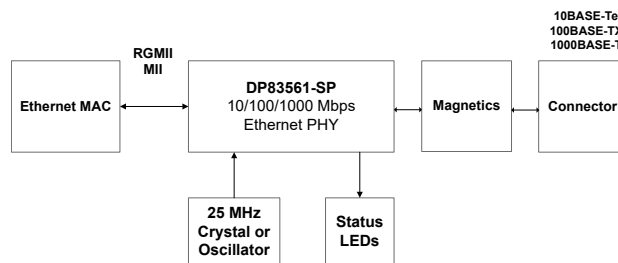 10BASE-Te
100BASE-TX
1000BASE-T
RGMII
MII
Ethernet MAC
DP83561-SP
10/100/1000 Mbps
Ethernet PHY
Magnetics
Connector
25 MHz
Crystal or
Oscillator
Status
LEDs